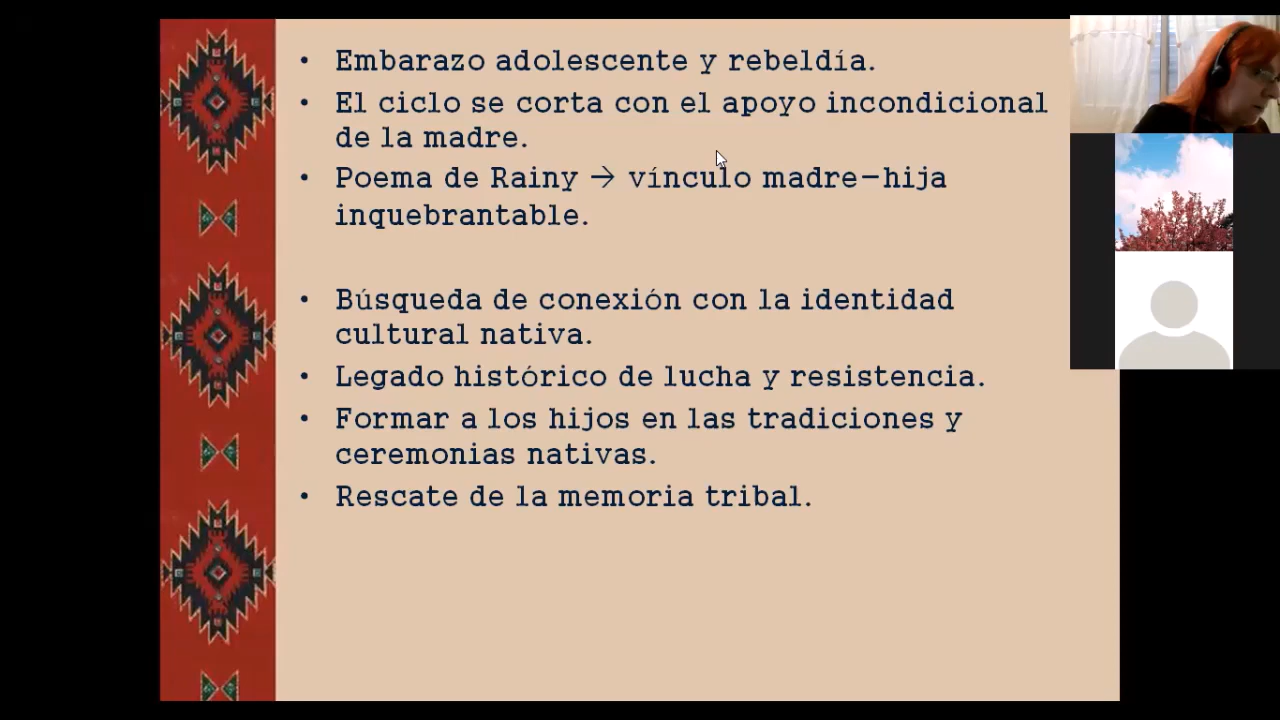 • Embarazo adolescente y rebeldía.
• El ciclo se corta con el apoyo incondicional
de la madre.
• Poema de Rainy → vínculo madre-hija
inquebrantable.
• Búsqueda de conexión con la identidad
cultural nativa.
• Legado histórico de lucha y resistencia.
• Formar a los hijos en las tradiciones y
ceremonias nativas.
• Rescate de la memoria tribal.